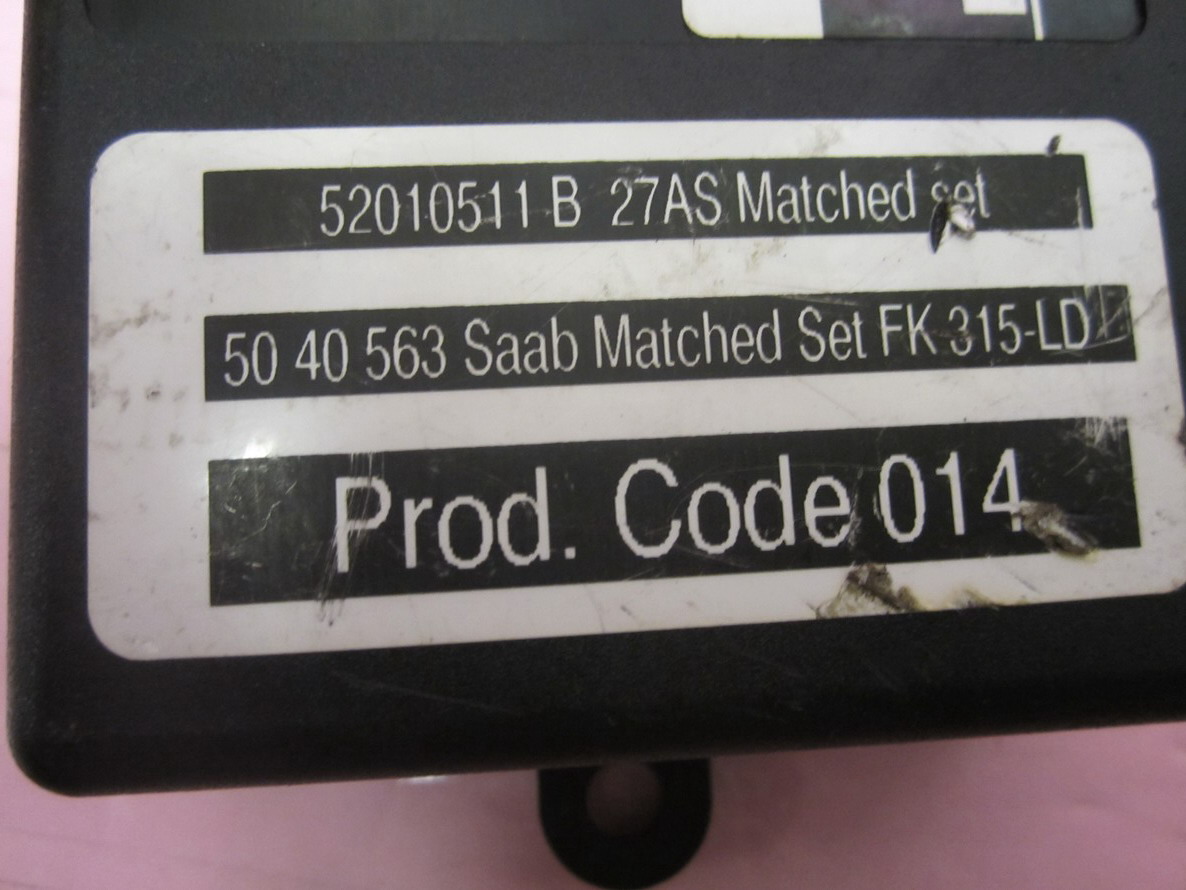 52010511 B 27AS Matched set
50 40 563 Saab Matched Set FK 315-LD
Prod. Code 014